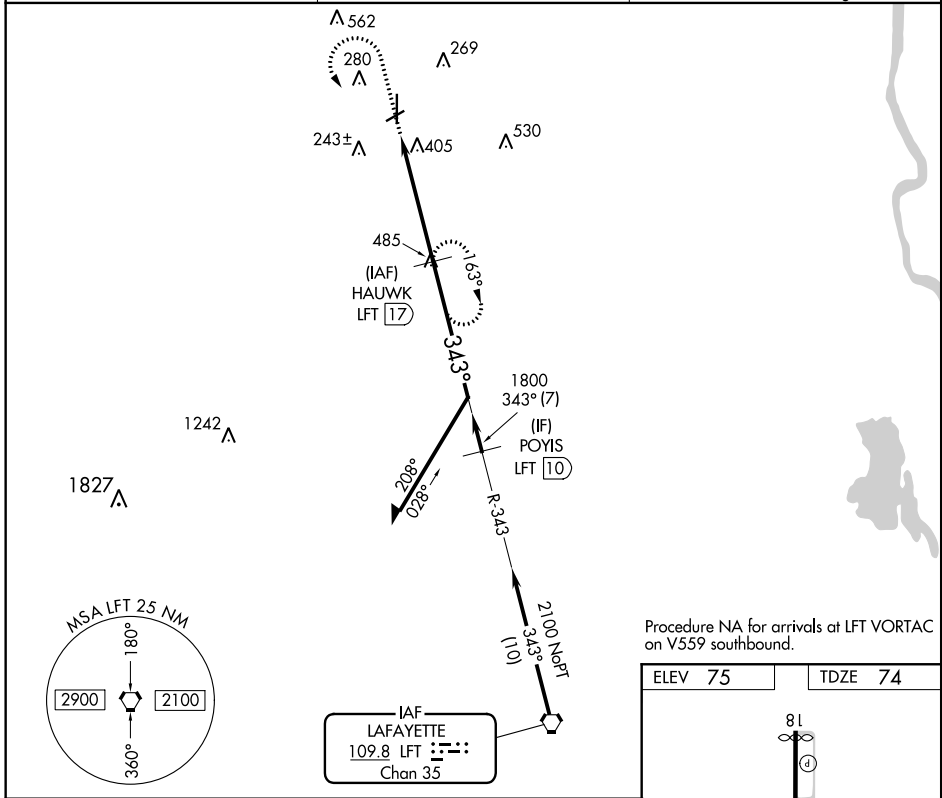 562
269
280
243±
405
530
485
(IAF)
HAUWK
LFT 17
163°
343°
1800
343° (7)
(IF)
POYIS
LFT 10
1242
1827
208°
028°
R-343
2100 NoPT
343°
(10)
MSA LFT 25 NM
180°
2900
2100
360°
IAF
LAFAYETTE
109.8 LFT
Chan 35
Procedure NA for arrivals at LFT VORTAC
on V559 southbound.
ELEV 75
TDZE 74
18
P